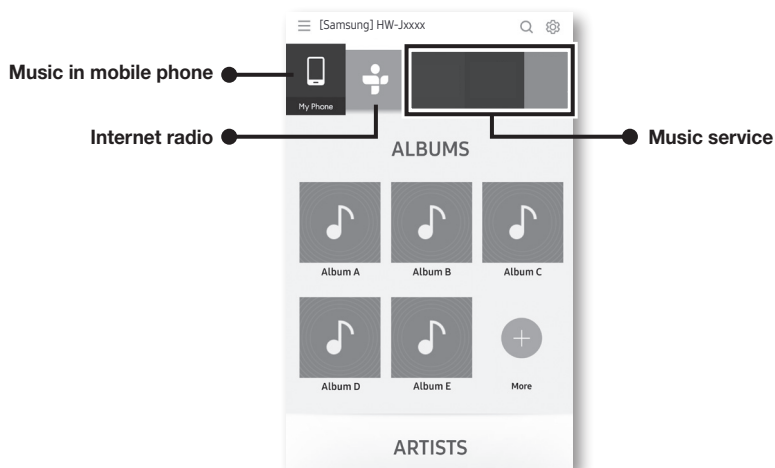 [Samsung] HW-Jxxxx
Music in mobile phone
My Phone
Internet radio
Music service
ALBUMS
Album A
Album B
Album C
Album D
Album E
More
ARTISTS